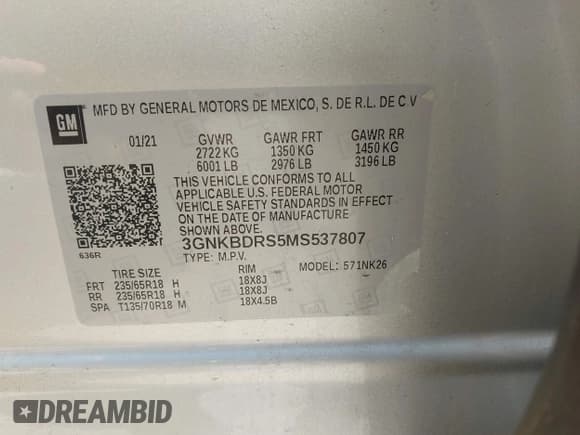 GM
MFD BY GENERAL MOTORS DE MEXICO, S. DE R.L. DE C V
01/21 GVWR GAWR FRT GAWR RR
2722 KG 1350 KG 1450 KG
6001 LB 2976 LB 3196 LB
THIS VEHICLE CONFORMS TO ALL
APPLICABLE U.S. FEDERAL MOTOR
VEHICLE SAFETY STANDARDS IN EFFECT
ON THE DATE OF MANUFACTURE
SHOWN ABOVE.
636R
3GNKBDRS5MS537807
TYPE: M.P.V. MODEL: 571NK26
TIRE SIZE RIM
FRT 235/65R18 H 18X8J
RR 235/65R18 H 18X8J
SPA T135/70R18 M 18X4.5B
DREAMBID